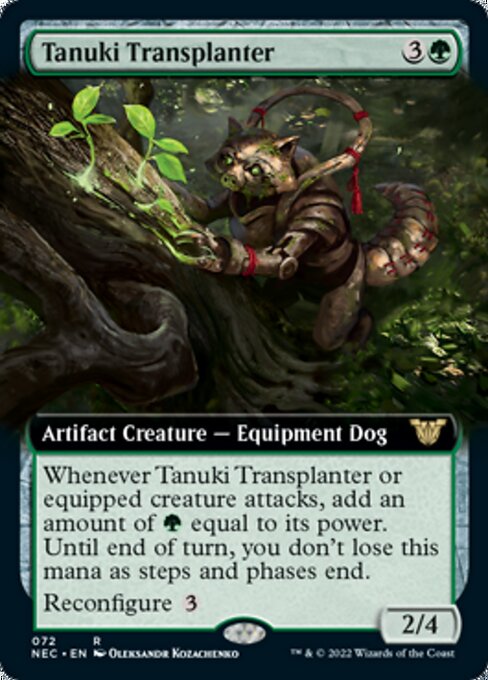 Tanuki Transplanter 3
Artifact Creature — Equipment Dog
Whenever Tanuki Transplanter or
equipped creature attacks, add an
amount of equal to its power.
Until end of turn, you don't lose this
mana as steps and phases end.
Reconfigure 3
2/4
072 R
NEC • EN Oleksandr Kozachenko
™ & © 2022 Wizards of the Coast